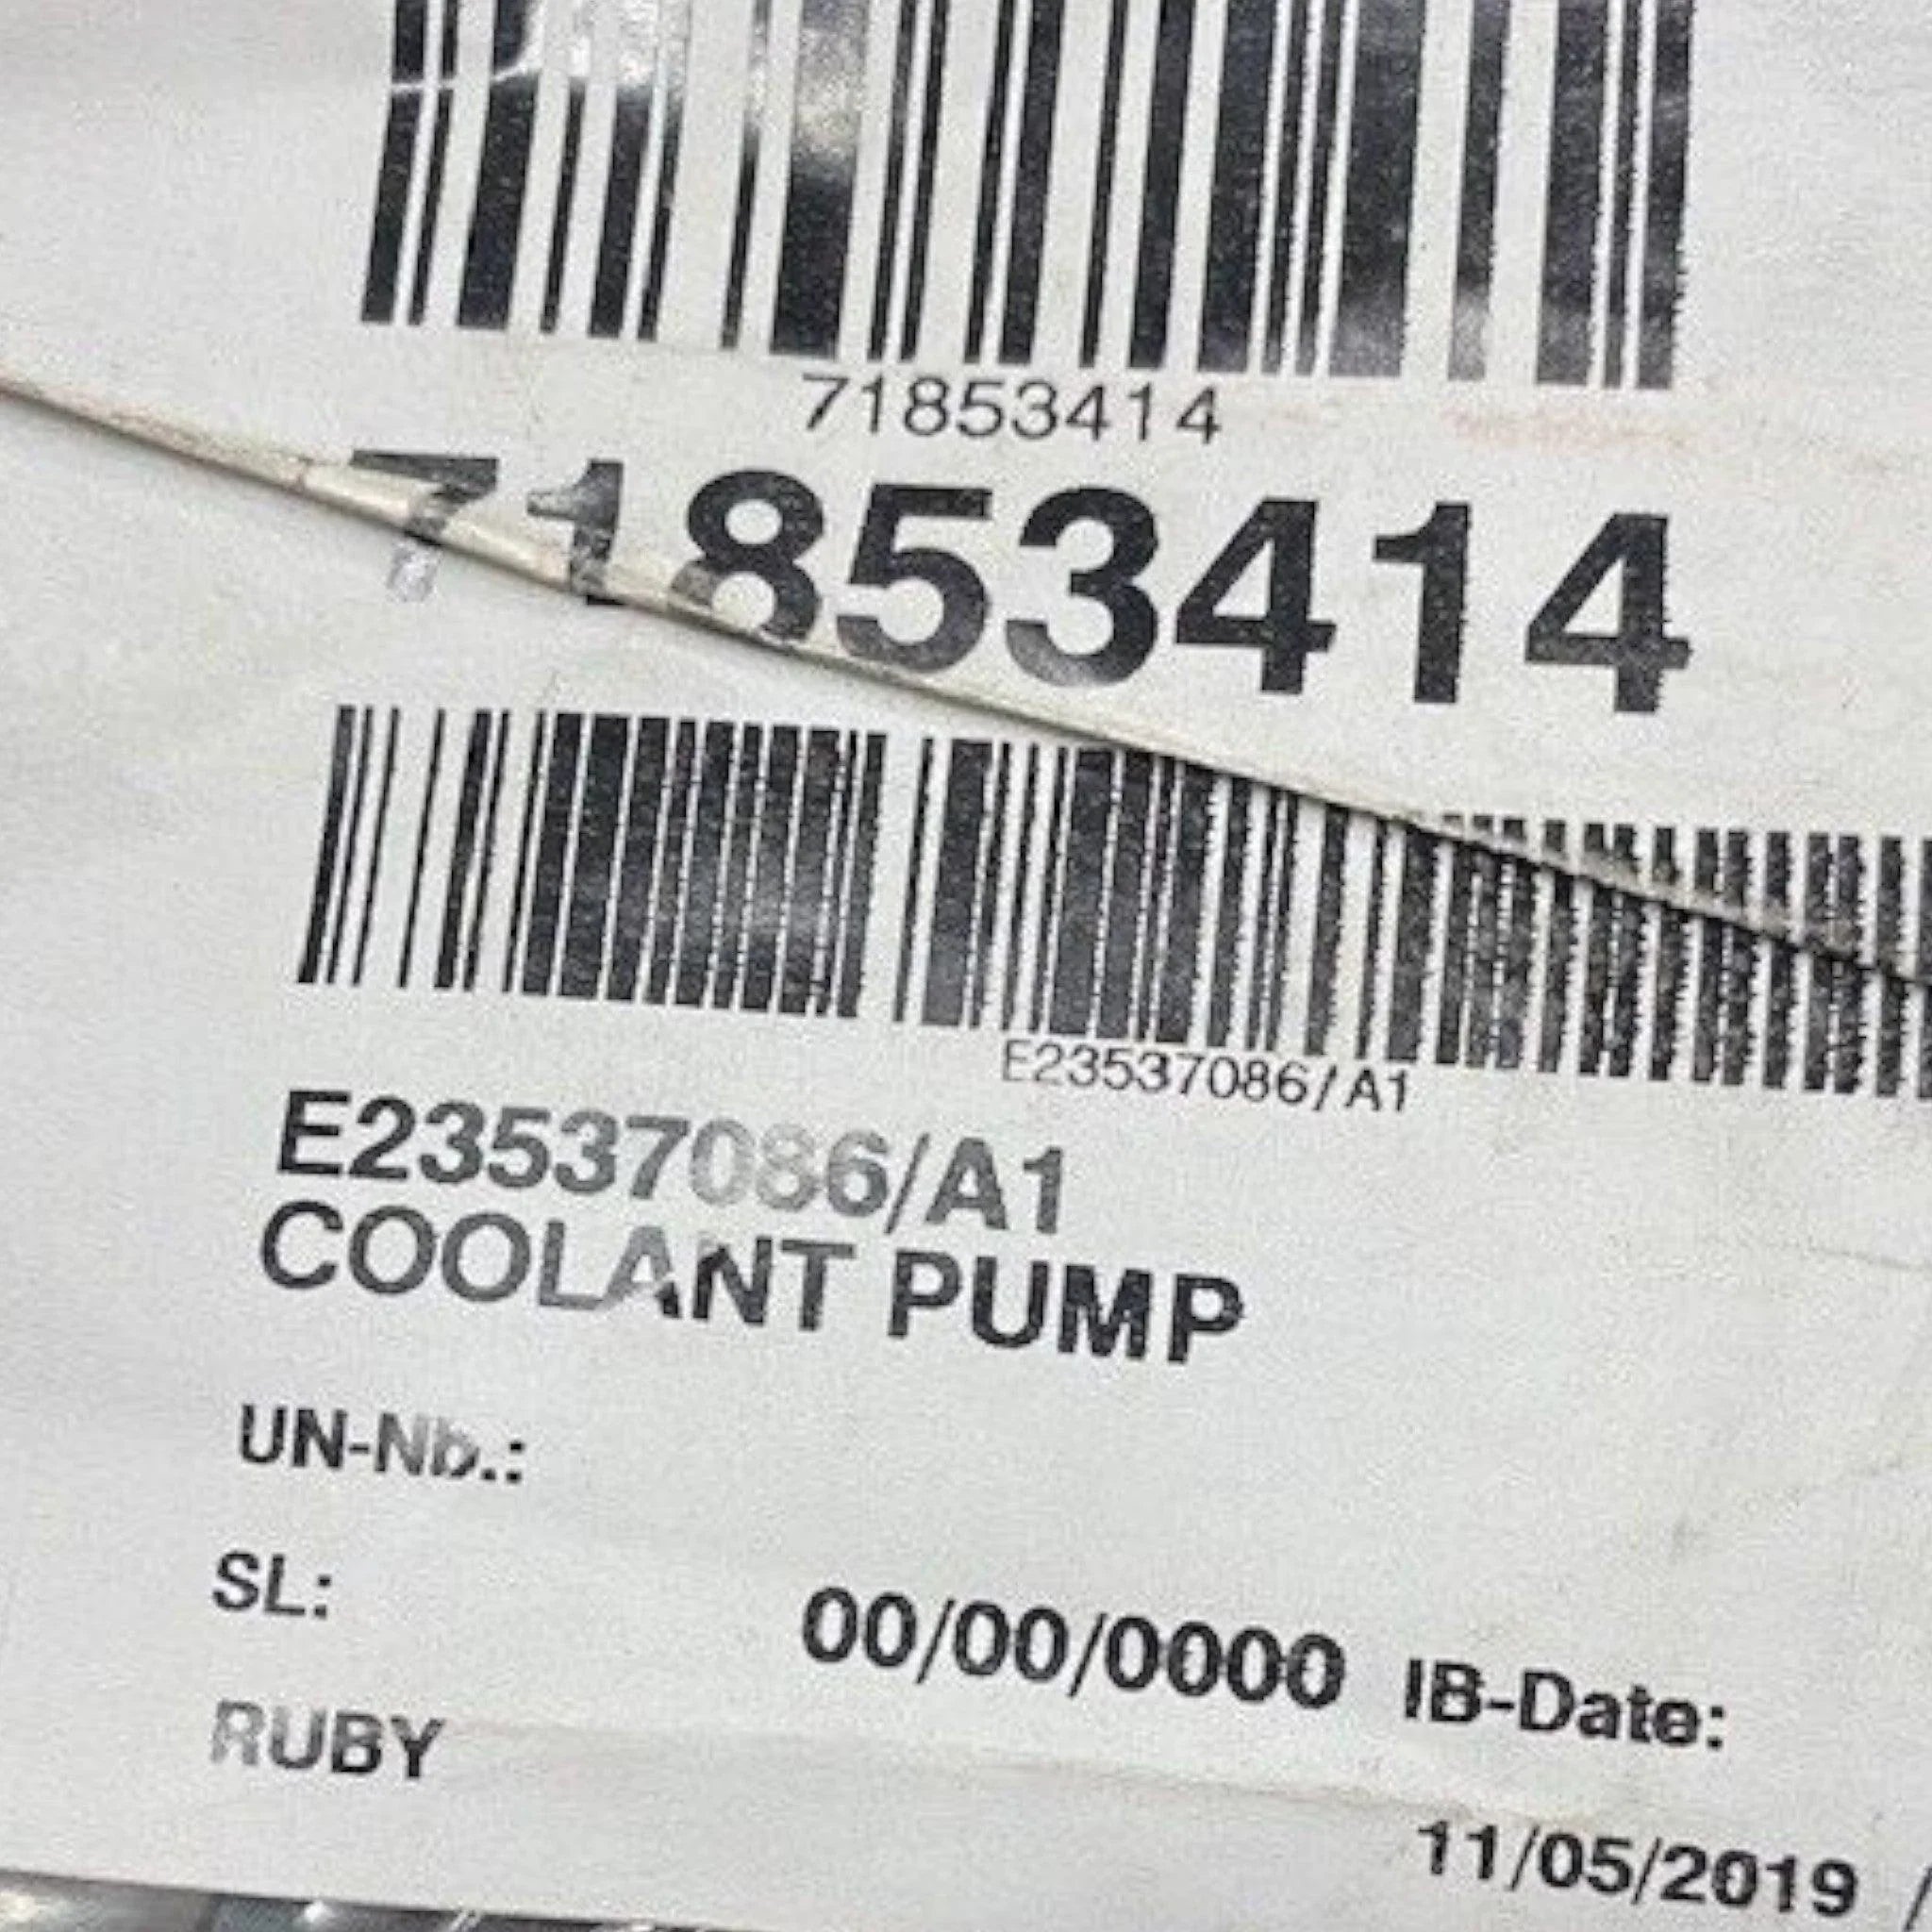 71853414
71853414
E23537086/A1
E23537086/A1
COOLANT PUMP
UN-Nb.:
SL:
00/00/0000 IB-Date:
RUBY
11/05/2019 /